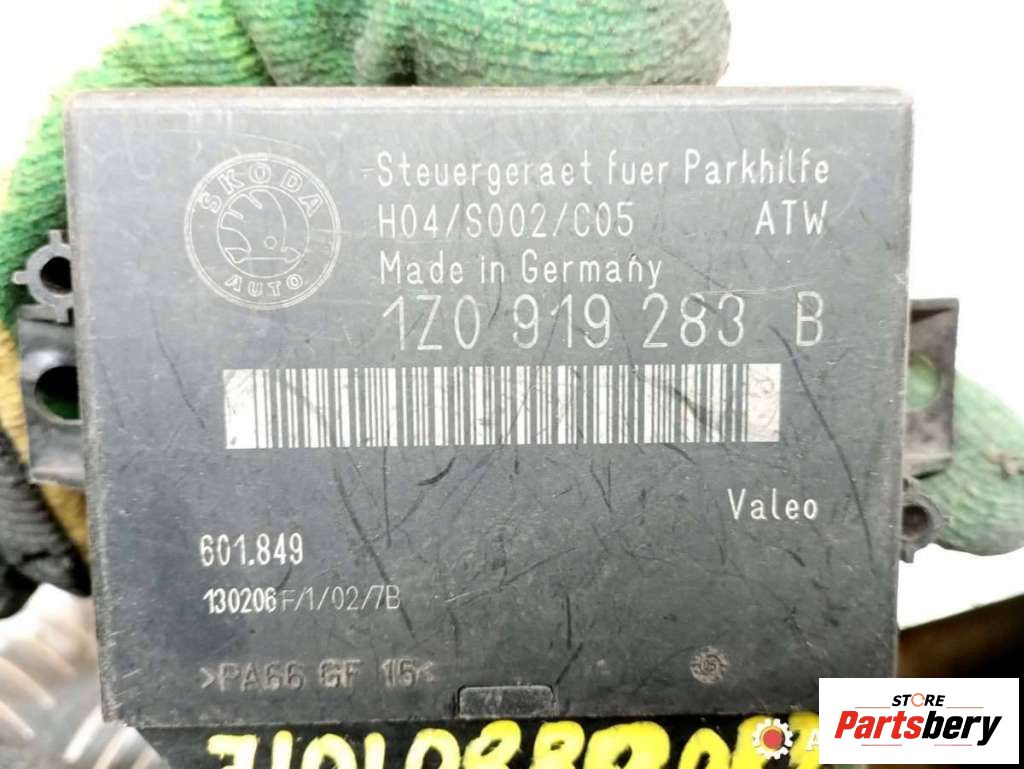 SKODA
AUTO
Steuergeraet fuer Parkhilfe
H04/S002/C05 ATW
Made in Germany
1Z0 919 283 B
Valeo
601.849
130206F/1/02/7B
>PA66 GF 15<
STORE
Partsbery